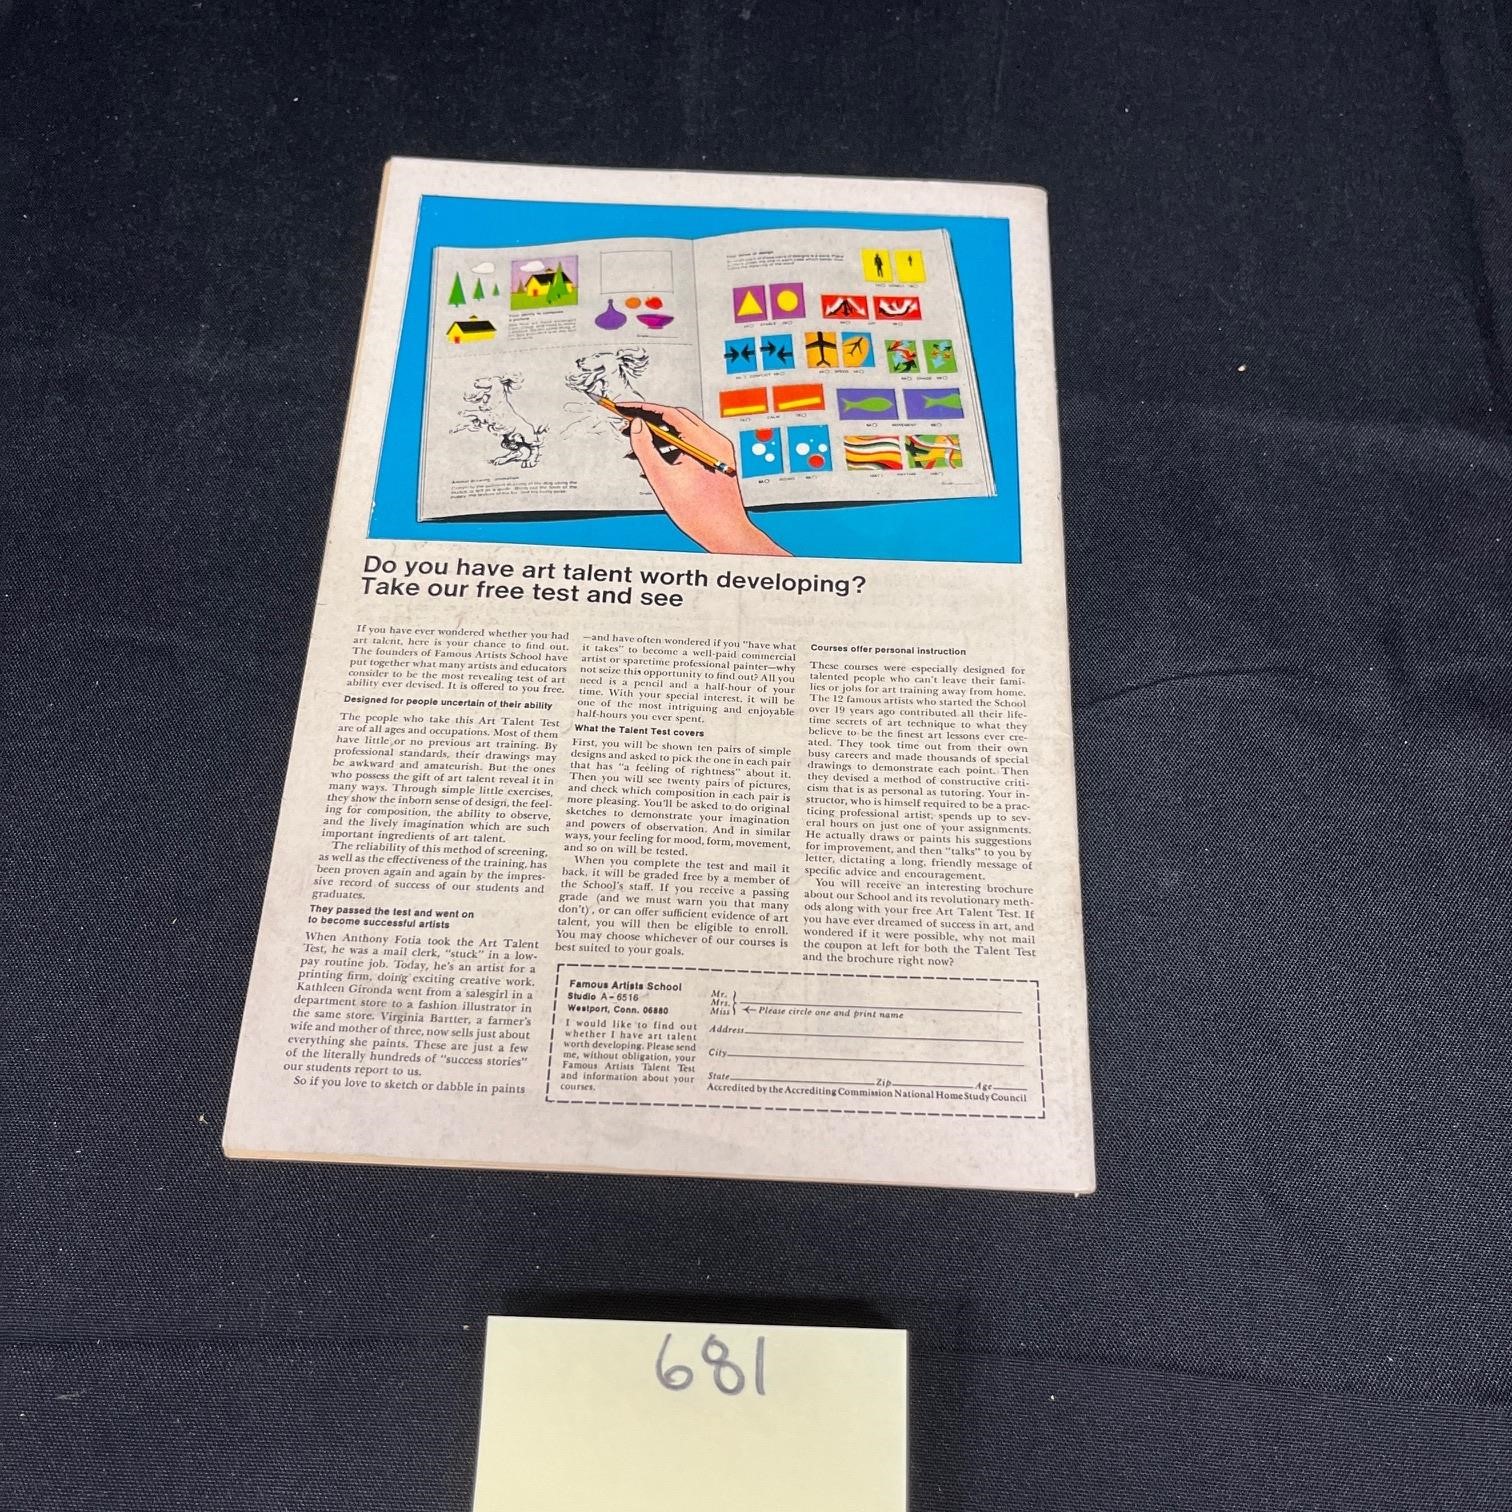 Do you have art talent worth developing?
Take our free test and see
If you have ever wondered whether you had
art talent, here is your chance to find out.
The founders of Famous Artists School have
put together what many artists and educators
consider to be the most revealing test of art
ability ever devised. It is offered to you free.
Designed for people uncertain of their ability
The people who take this Art Talent Test
are of all ages and occupations. Most of them
have little or no previous art training. By
professional standards, their drawings may
be awkward and amateurish. But the ones
who possess the gift of art talent reveal it in
many ways. Through simple little exercises,
they show the inborn sense of design, the feel-
ing for composition, the ability to observe,
and the lively imagination which are such
important ingredients of art talent.
The reliability of this method of screening,
as well as the effectiveness of the training, has
been proven again and again by the impres-
sive record of success of our students and
graduates.
They passed the test and went on
to become successful artists
When Anthony Fotia took the Art Talent
Test, he was a mail clerk, "stuck" in a low-
pay routine job. Today, he's an artist for a
printing firm, doing exciting creative work.
Kathleen Gironda went from a salesgirl in a
department store to a fashion illustrator in
the same store. Virginia Bartter, a farmer's
wife and mother of three, now sells just about
everything she paints. These are just a few
of the literally hundreds of "success stories"
our students report to us.
So if you love to sketch or dabble in paints
—and have often wondered if you "have what
it takes" to become a well-paid commercial
artist or sparetime professional painter—why
not seize this opportunity to find out? All you
need is a pencil and a half-hour of your
time. With your special interest, it will be
one of the most intriguing and enjoyable
half-hours you ever spent.
What the Talent Test covers
First, you will be shown ten pairs of simple
designs and asked to pick the one in each pair
that has "a feeling of rightness" about it.
Then you will see twenty pairs of pictures,
and check which composition in each pair is
more pleasing. You'll be asked to do original
sketches to demonstrate your imagination
and powers of observation. And in similar
ways, your feeling for mood, form, movement,
and so on will be tested.
When you complete the test and mail it
back, it will be graded free by a member of
the School's staff. If you receive a passing
grade (and we must warn you that many
don't), or can offer sufficient evidence of art
talent, you will then be eligible to enroll.
You may choose whichever of our courses is
best suited to your goals.
Courses offer personal instruction
These courses were especially designed for
talented people who can't leave their fami-
lies or jobs for art training away from home.
The 12 famous artists who started the School
over 19 years ago contributed all their life-
time secrets of art technique to what they
believe to be the finest art lessons ever cre-
ated. They took time out from their own
busy careers and made thousands of special
drawings to demonstrate each point. Then
they devised a method of constructive criti-
cism that is as personal as tutoring. Your in-
structor, who is himself required to be a prac-
ticing professional artist, spends up to sev-
eral hours on just one of your assignments.
He actually draws or paints his suggestions
for improvement, and then "talks" to you by
letter, dictating a long, friendly message of
specific advice and encouragement.
You will receive an interesting brochure
about our School and its revolutionary meth-
ods along with your free Art Talent Test. If
you have ever dreamed of success in art, and
wondered if it were possible, why not mail
the coupon at left for both the Talent Test
and the brochure right now?
Famous Artists School
Studio A-6516
Westport, Conn. 06880
I would like to find out
whether I have art talent
worth developing. Please send
me, without obligation, your
Famous Artists Talent Test
and information about your
courses.
Mr.
Mrs.
Miss
Please circle one and print name
Address
City
State Zip Age
Accredited by the Accrediting Commission National Home Study Council
681